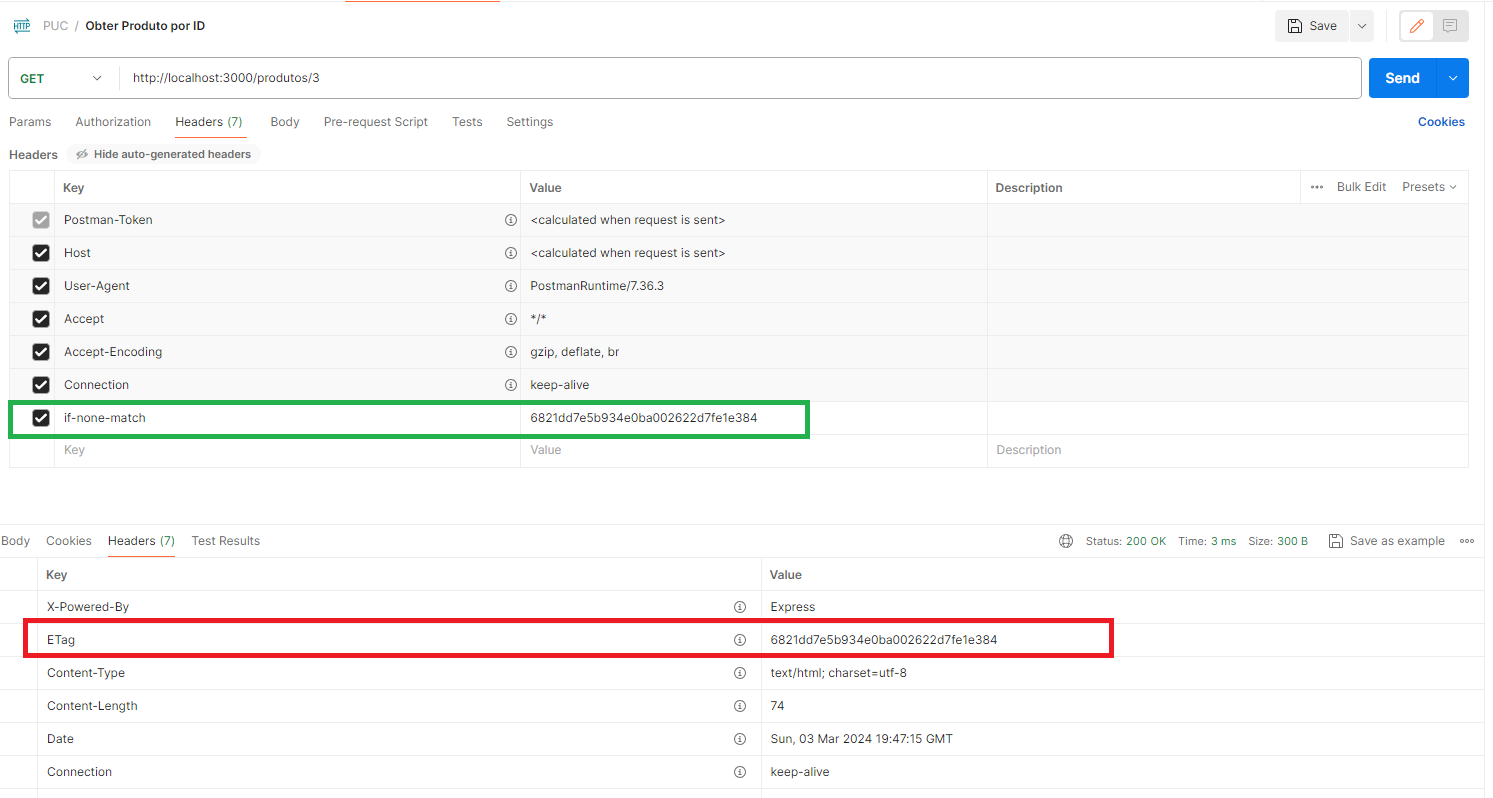 HTTP PUC / Obter Produto por ID Save
GET http://localhost:3000/produtos/3 Send
Params Authorization Headers (7) Body Pre-request Script Tests Settings Cookies
Headers Hide auto-generated headers
Key Value Description Bulk Edit Presets
Postman-Token <calculated when request is sent>
Host <calculated when request is sent>
User-Agent PostmanRuntime/7.36.3
Accept */*
Accept-Encoding gzip, deflate, br
Connection keep-alive
if-none-match 6821dd7e5b934e0ba002622d7fe1e384
Key Value Description
Body Cookies Headers (7) Test Results Status: 200 OK Time: 3 ms Size: 300 B Save as example
Key Value
X-Powered-By Express
ETag 6821dd7e5b934e0ba002622d7fe1e384
Content-Type text/html; charset=utf-8
Content-Length 74
Date Sun, 03 Mar 2024 19:47:15 GMT
Connection keep-alive